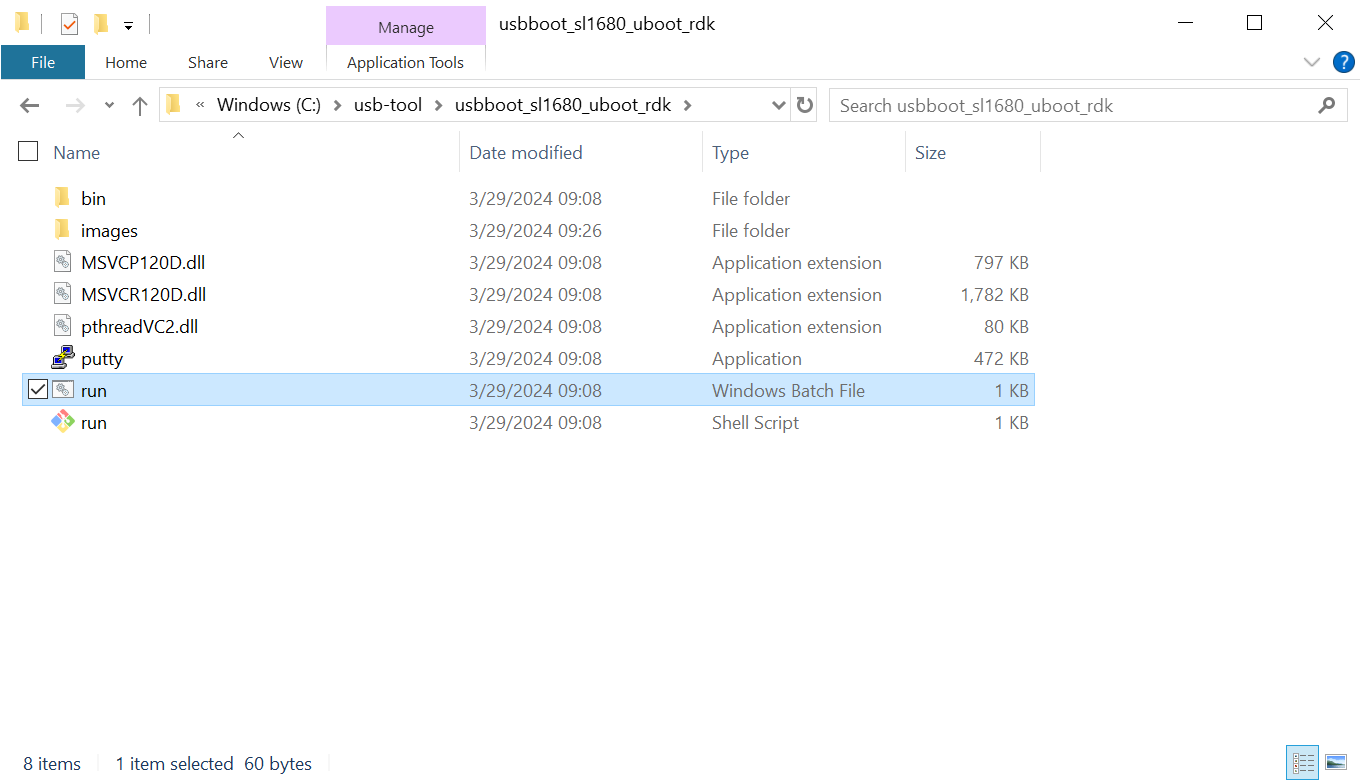 Manage usbboot_sl1680_uboot_rdk
File Home Share View Application Tools ?
« Windows (C:) usb-tool usbboot_sl1680_uboot_rdk Search usbboot_sl1680_uboot_rdk
Name Date modified Type Size
bin 3/29/2024 09:08 File folder
images 3/29/2024 09:26 File folder
MSVCP120D.dll 3/29/2024 09:08 Application extension 797 KB
MSVCR120D.dll 3/29/2024 09:08 Application extension 1,782 KB
pthreadVC2.dll 3/29/2024 09:08 Application extension 80 KB
putty 3/29/2024 09:08 Application 472 KB
run 3/29/2024 09:08 Windows Batch File 1 KB
run 3/29/2024 09:08 Shell Script 1 KB
8 items 1 item selected 60 bytes